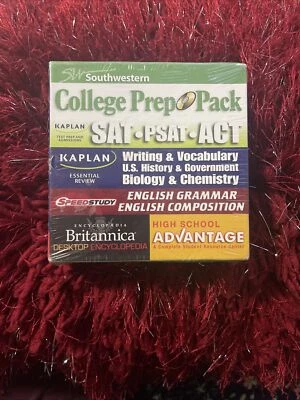 SW Southwestern
College Prep Pack
KAPLAN
TEST PREP AND
ADMISSIONS
SAT • PSAT • ACT
KAPLAN
ESSENTIAL
REVIEW
Writing & Vocabulary
U.S. History & Government
Biology & Chemistry
SPEEDSTUDY
ENGLISH GRAMMAR
ENGLISH COMPOSITION
ENCYCLOPÆDIA
Britannica
DESKTOP ENCYCLOPEDIA
HIGH SCHOOL
ADVANTAGE
A Complete Student Resource Center